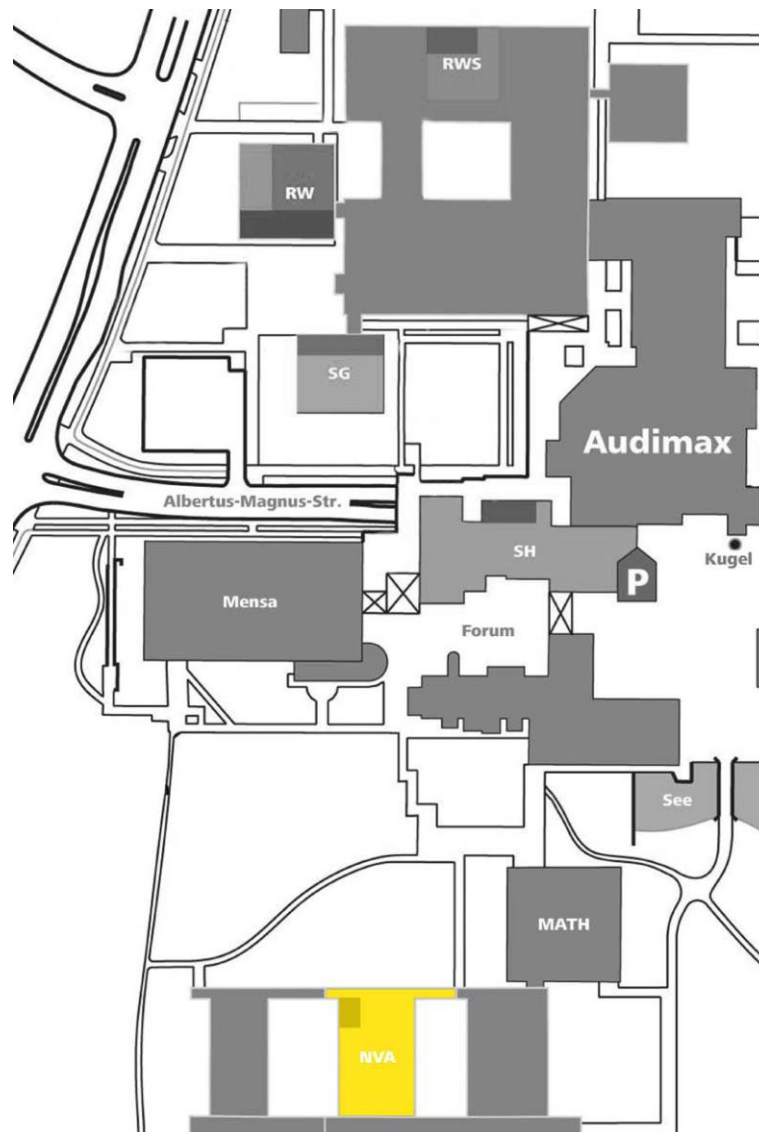 RWS
RW
SG
Audimax
Albertus-Magnus-Str.
SH
Kugel
P
Mensa
Forum
See
MATH
NVA